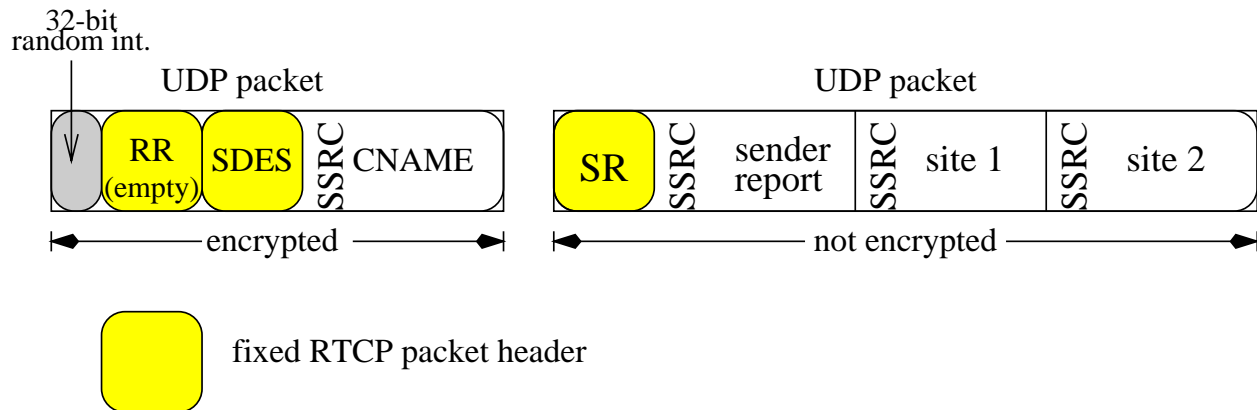 32-bit
random int.
UDP packet
UDP packet
RR
(empty)
SDES
SSRC
CNAME
SR
SSRC
sender
report
SSRC
site 1
SSRC
site 2
encrypted
not encrypted
fixed RTCP packet header